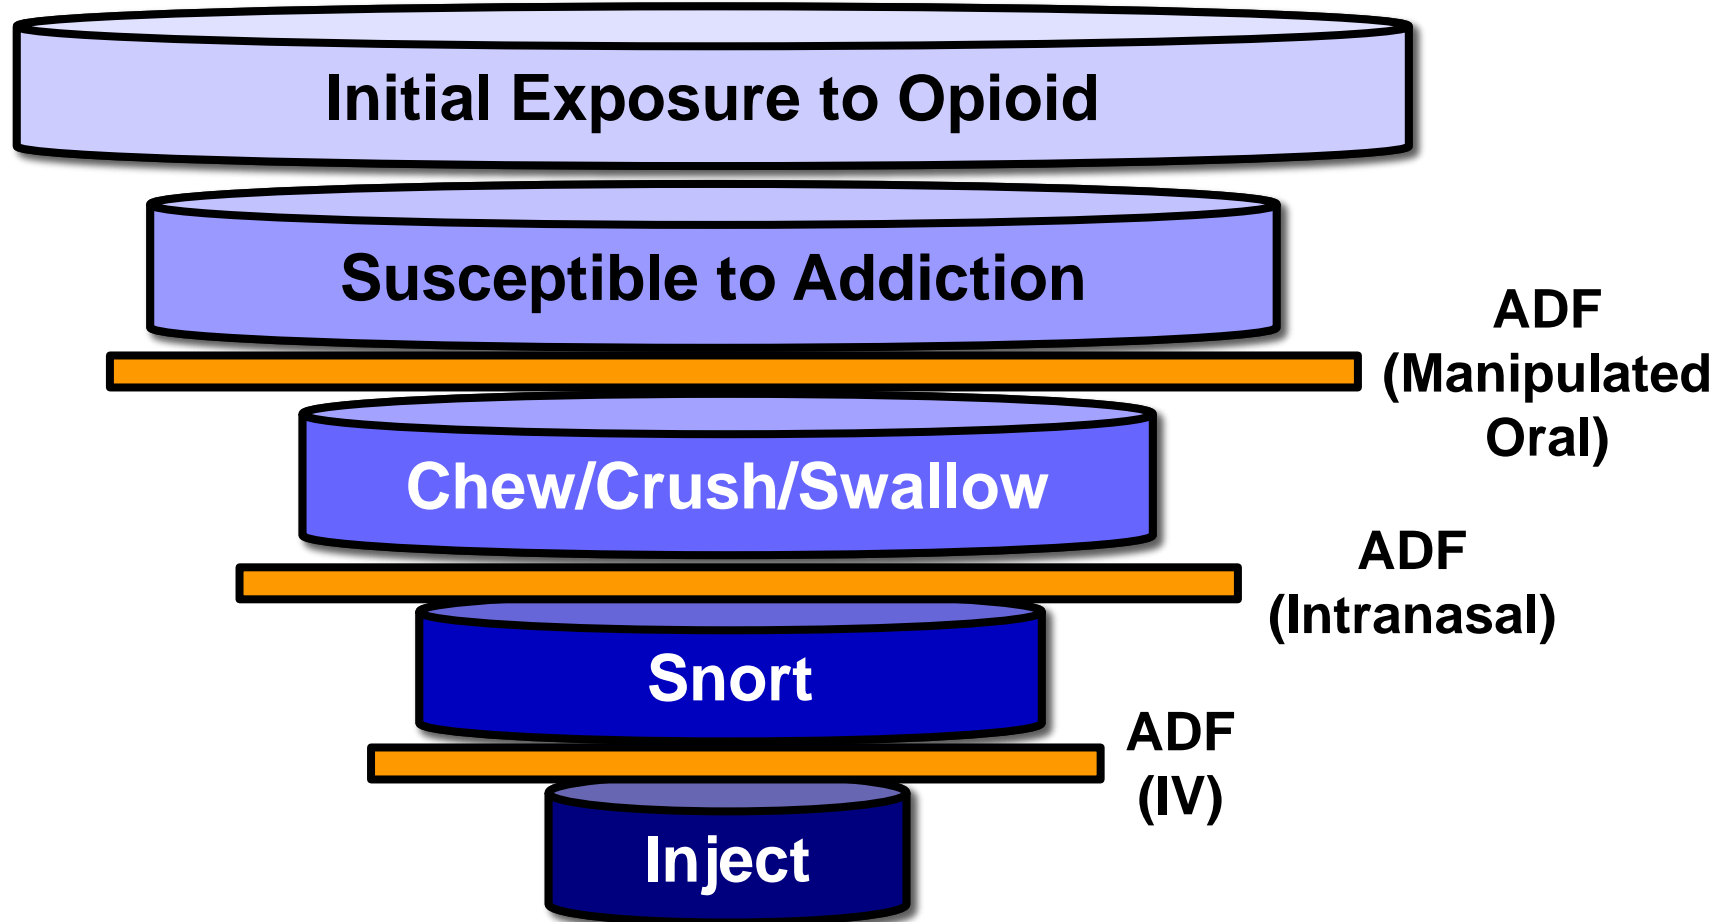 Initial Exposure to Opioid
Susceptible to Addiction
ADF
(Manipulated
Oral)
Chew/Crush/Swallow
ADF
(Intranasal)
Snort
ADF
(IV)
Inject